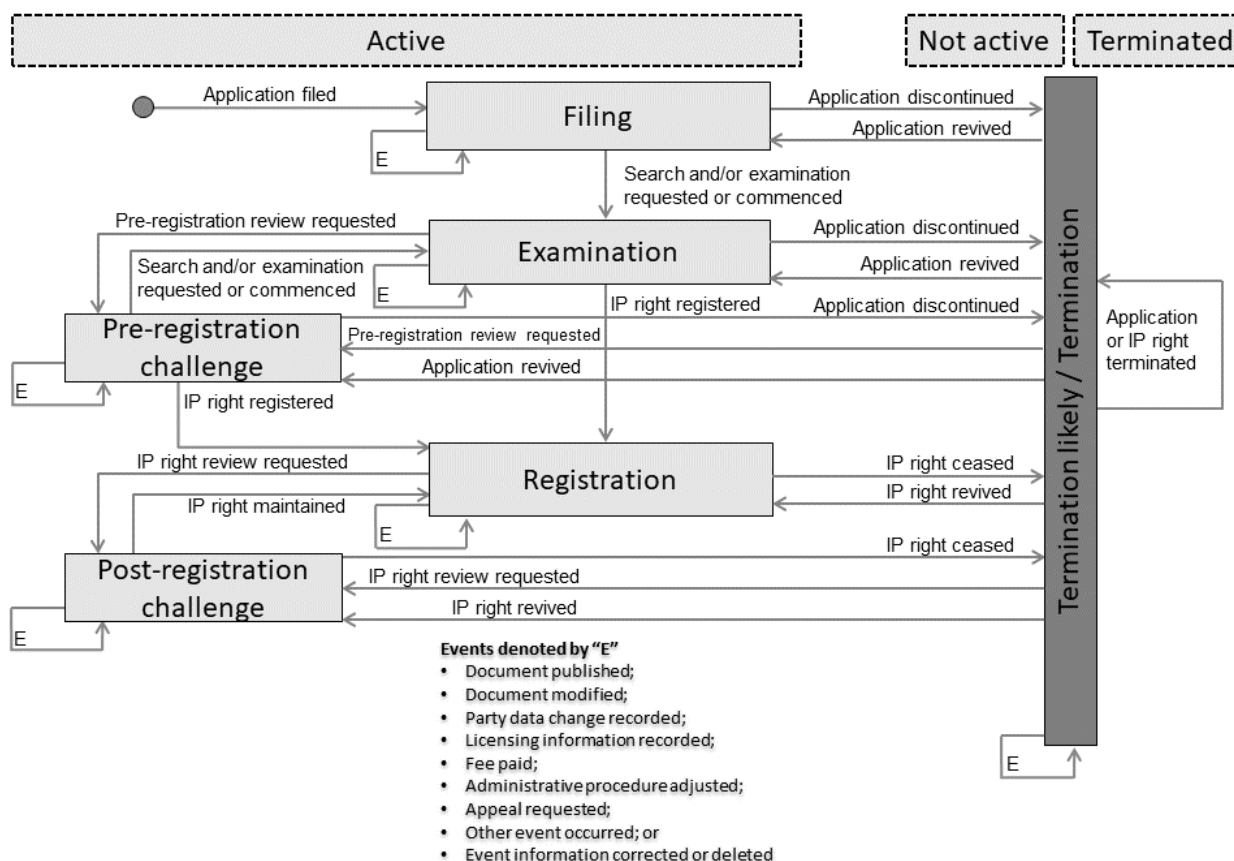 Active
Not active
Terminated
Application filed
Filing
Application discontinued
Application revived
E
Search and/or examination
requested or commenced
Pre-registration review requested
Examination
Application discontinued
Application revived
Search and/or examination
requested or commenced
E
IP right registered
Application discontinued
Pre-registration
challenge
Pre-registration review requested
Application revived
E
IP right registered
Application
or IP right
terminated
Termination likely / Termination
IP right review requested
Registration
IP right ceased
IP right revived
IP right maintained
E
IP right ceased
Post-registration
challenge
IP right review requested
IP right revived
E
Events denoted by “E”
• Document published;
• Document modified;
• Party data change recorded;
• Licensing information recorded;
• Fee paid;
• Administrative procedure adjusted;
• Appeal requested;
• Other event occurred; or
• Event information corrected or deleted
E